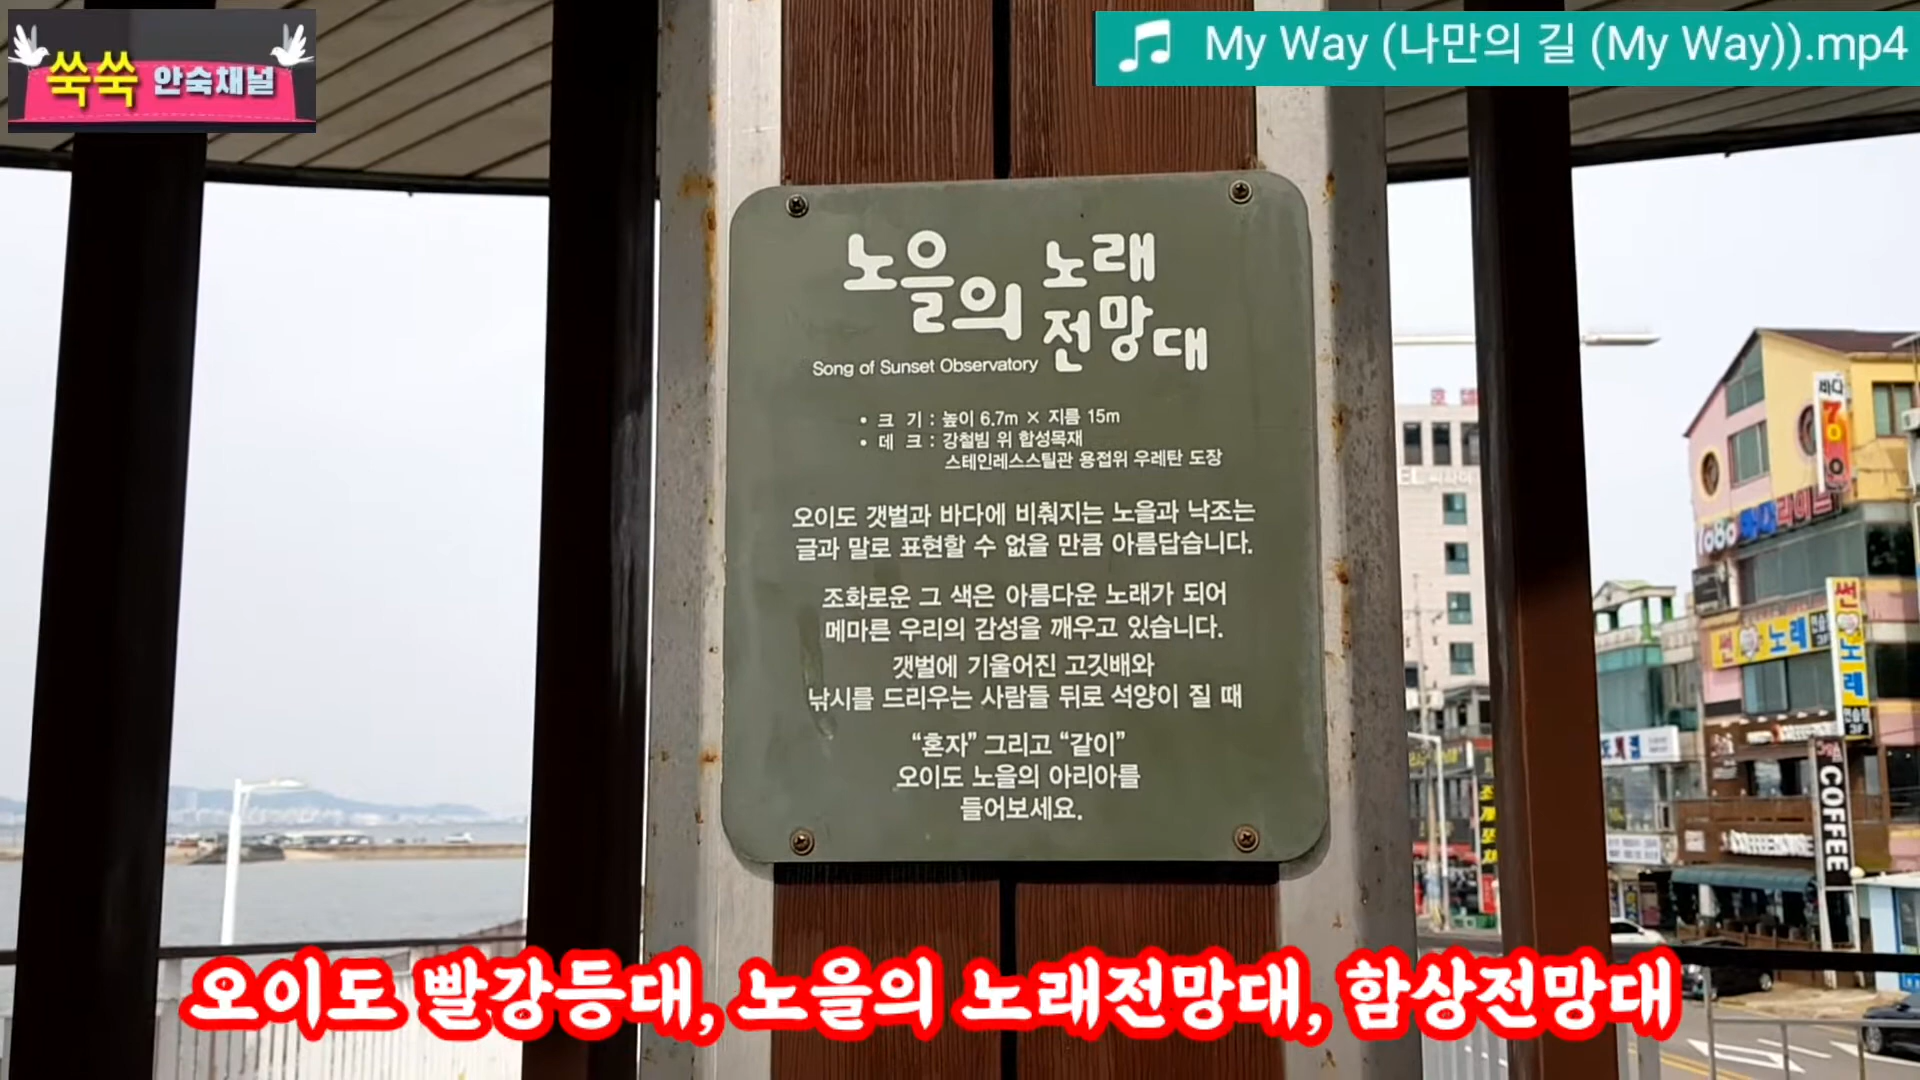 쑥쑥 안숙채널
My Way (나만의 길 (My Way)).mp4
노을의 노래
전망대
Song of Sunset Observatory
• 크 기 : 높이 6.7m × 지름 15m
• 데 크 : 강철빔 위 합성목재
스테인레스스틸관 용접위 우레탄 도장
오이도 갯벌과 바다에 비춰지는 노을과 낙조는
글과 말로 표현할 수 없을 만큼 아름답습니다.
조화로운 그 색은 아름다운 노래가 되어
메마른 우리의 감성을 깨우고 있습니다.
갯벌에 기울어진 고깃배와
낚시를 드리우는 사람들 뒤로 석양이 질 때
“혼자” 그리고 “같이”
오이도 노을의 아리아를
들어보세요.
바다
썬 노래
썬
노
래
COFFEE
오이도 빨강등대, 노을의 노래전망대, 함상전망대